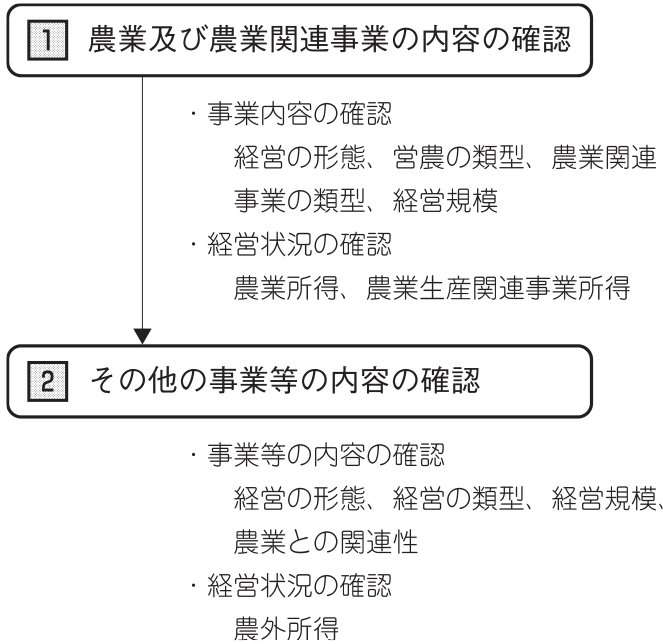 1 農業及び農業関連事業の内容の確認
・事業内容の確認
経営の形態、営農の類型、農業関連
事業の類型、経営規模
・経営状況の確認
農業所得、農業生産関連事業所得
2 その他の事業等の内容の確認
・事業等の内容の確認
経営の形態、経営の類型、経営規模、
農業との関連性
・経営状況の確認
農外所得